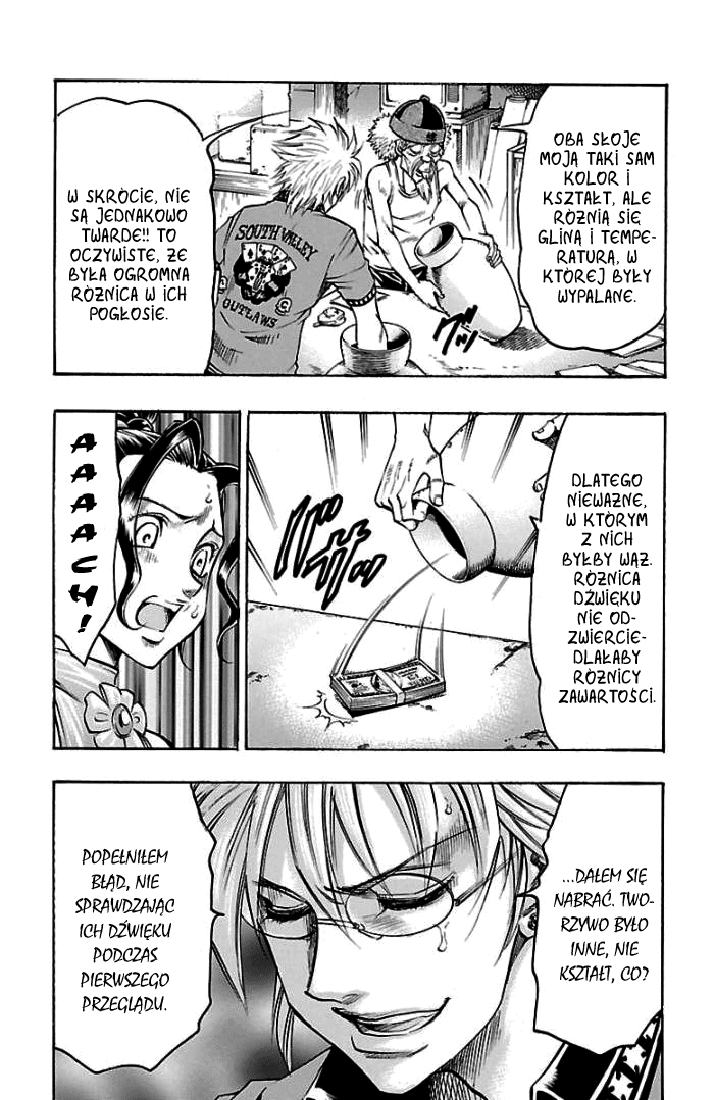 OBA SŁOJE
MOJĄ TAKI SAM
KOLOR I
KSZTAŁT, ALE
RÓŻNIĄ SIĘ
GLINĄ I TEMPE-
RATURĄ, W
KTÓREJ BYŁY
WYPALANE.
W SKRÓCIE, NIE
SĄ JEDNAKOWO
TWARDE!! TO
OCZYWISTE, ŻE
BYŁA OGROMNA
RÓŻNICA W ICH
POGŁOSIE.
SOUTH VALLEY
OUTLAWS
DLATEGO
NIEWAŻNE,
W KTÓRYM
Z NICH
BYŁBY WĄŻ.
RÓŻNICA
DŹWIĘKU
NIE OD-
ZWIERCIE-
DLAŁABY
RÓŻNICY
ZAWARTOŚCI.
AAAAACH!
...DAŁEM SIĘ
NABRAĆ. TWO-
RZYWO BYŁO
INNE, NIE
KSZTAŁT, CO?
POPEŁNIŁEM
BŁĄD, NIE
SPRAWDZAJĄC
ICH DŹWIĘKU
PODCZAS
PIERWSZEGO
PRZEGLĄDU.